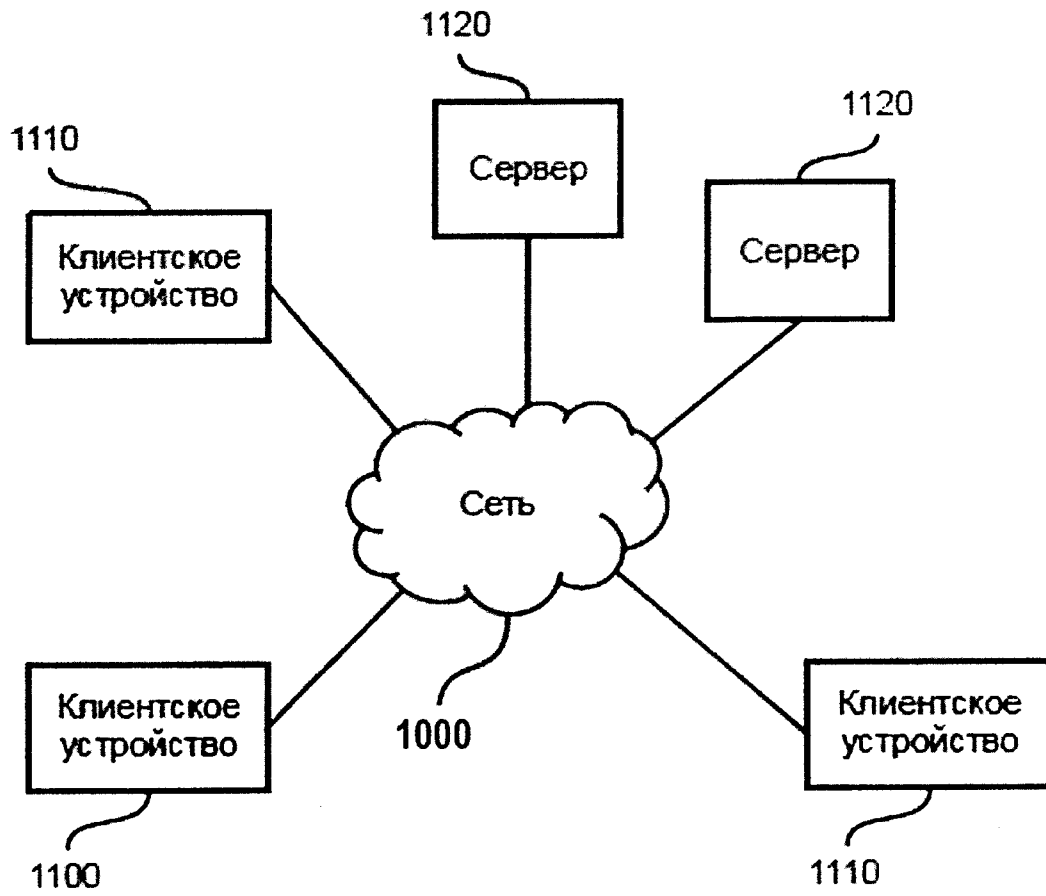 1120
1120
1110
Сервер
Сервер
Клиентское
устройство
Сеть
Клиентское
устройство
1000
Клиентское
устройство
1100
1110